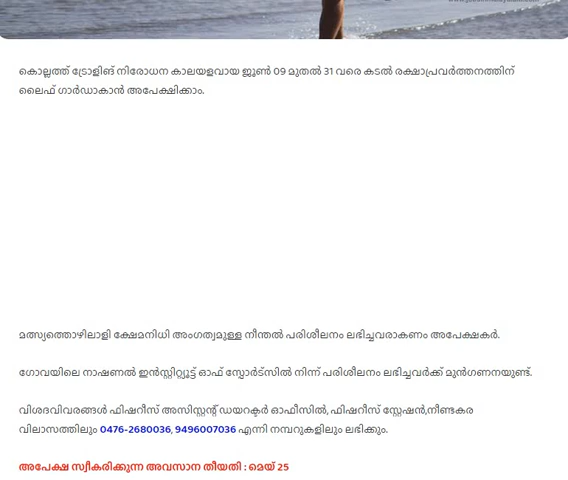 കൊല്ലത്ത് ട്രോളിങ് നിരോധന കാലയളവായ ജൂൺ 09 മുതൽ 31 വരെ കടൽ രക്ഷാപ്രവർത്തനത്തിന്
ലൈഫ് ഗാർഡാകാൻ അപേക്ഷിക്കാം.
മത്സ്യത്തൊഴിലാളി ക്ഷേമനിധി അംഗത്വമുള്ള നീന്തൽ പരിശീലനം ലഭിച്ചവരാകണം അപേക്ഷകർ.
ഗോവയിലെ നാഷണൽ ഇൻസ്റ്റിറ്റ്യൂട്ട് ഓഫ് സ്പോർട്സിൽ നിന്ന് പരിശീലനം ലഭിച്ചവർക്ക് മുൻഗണനയുണ്ട്.
വിശദവിവരങ്ങൾ ഫിഷറീസ് അസിസ്റ്റന്റ് ഡയറക്ടർ ഓഫീസിൽ, ഫിഷറീസ് സ്റ്റേഷൻ,നീണ്ടകര
വിലാസത്തിലും 0476-2680036, 9496007036 എന്നി നമ്പറുകളിലും ലഭിക്കും.
അപേക്ഷ സ്വീകരിക്കുന്ന അവസാന തീയതി : മെയ് 25